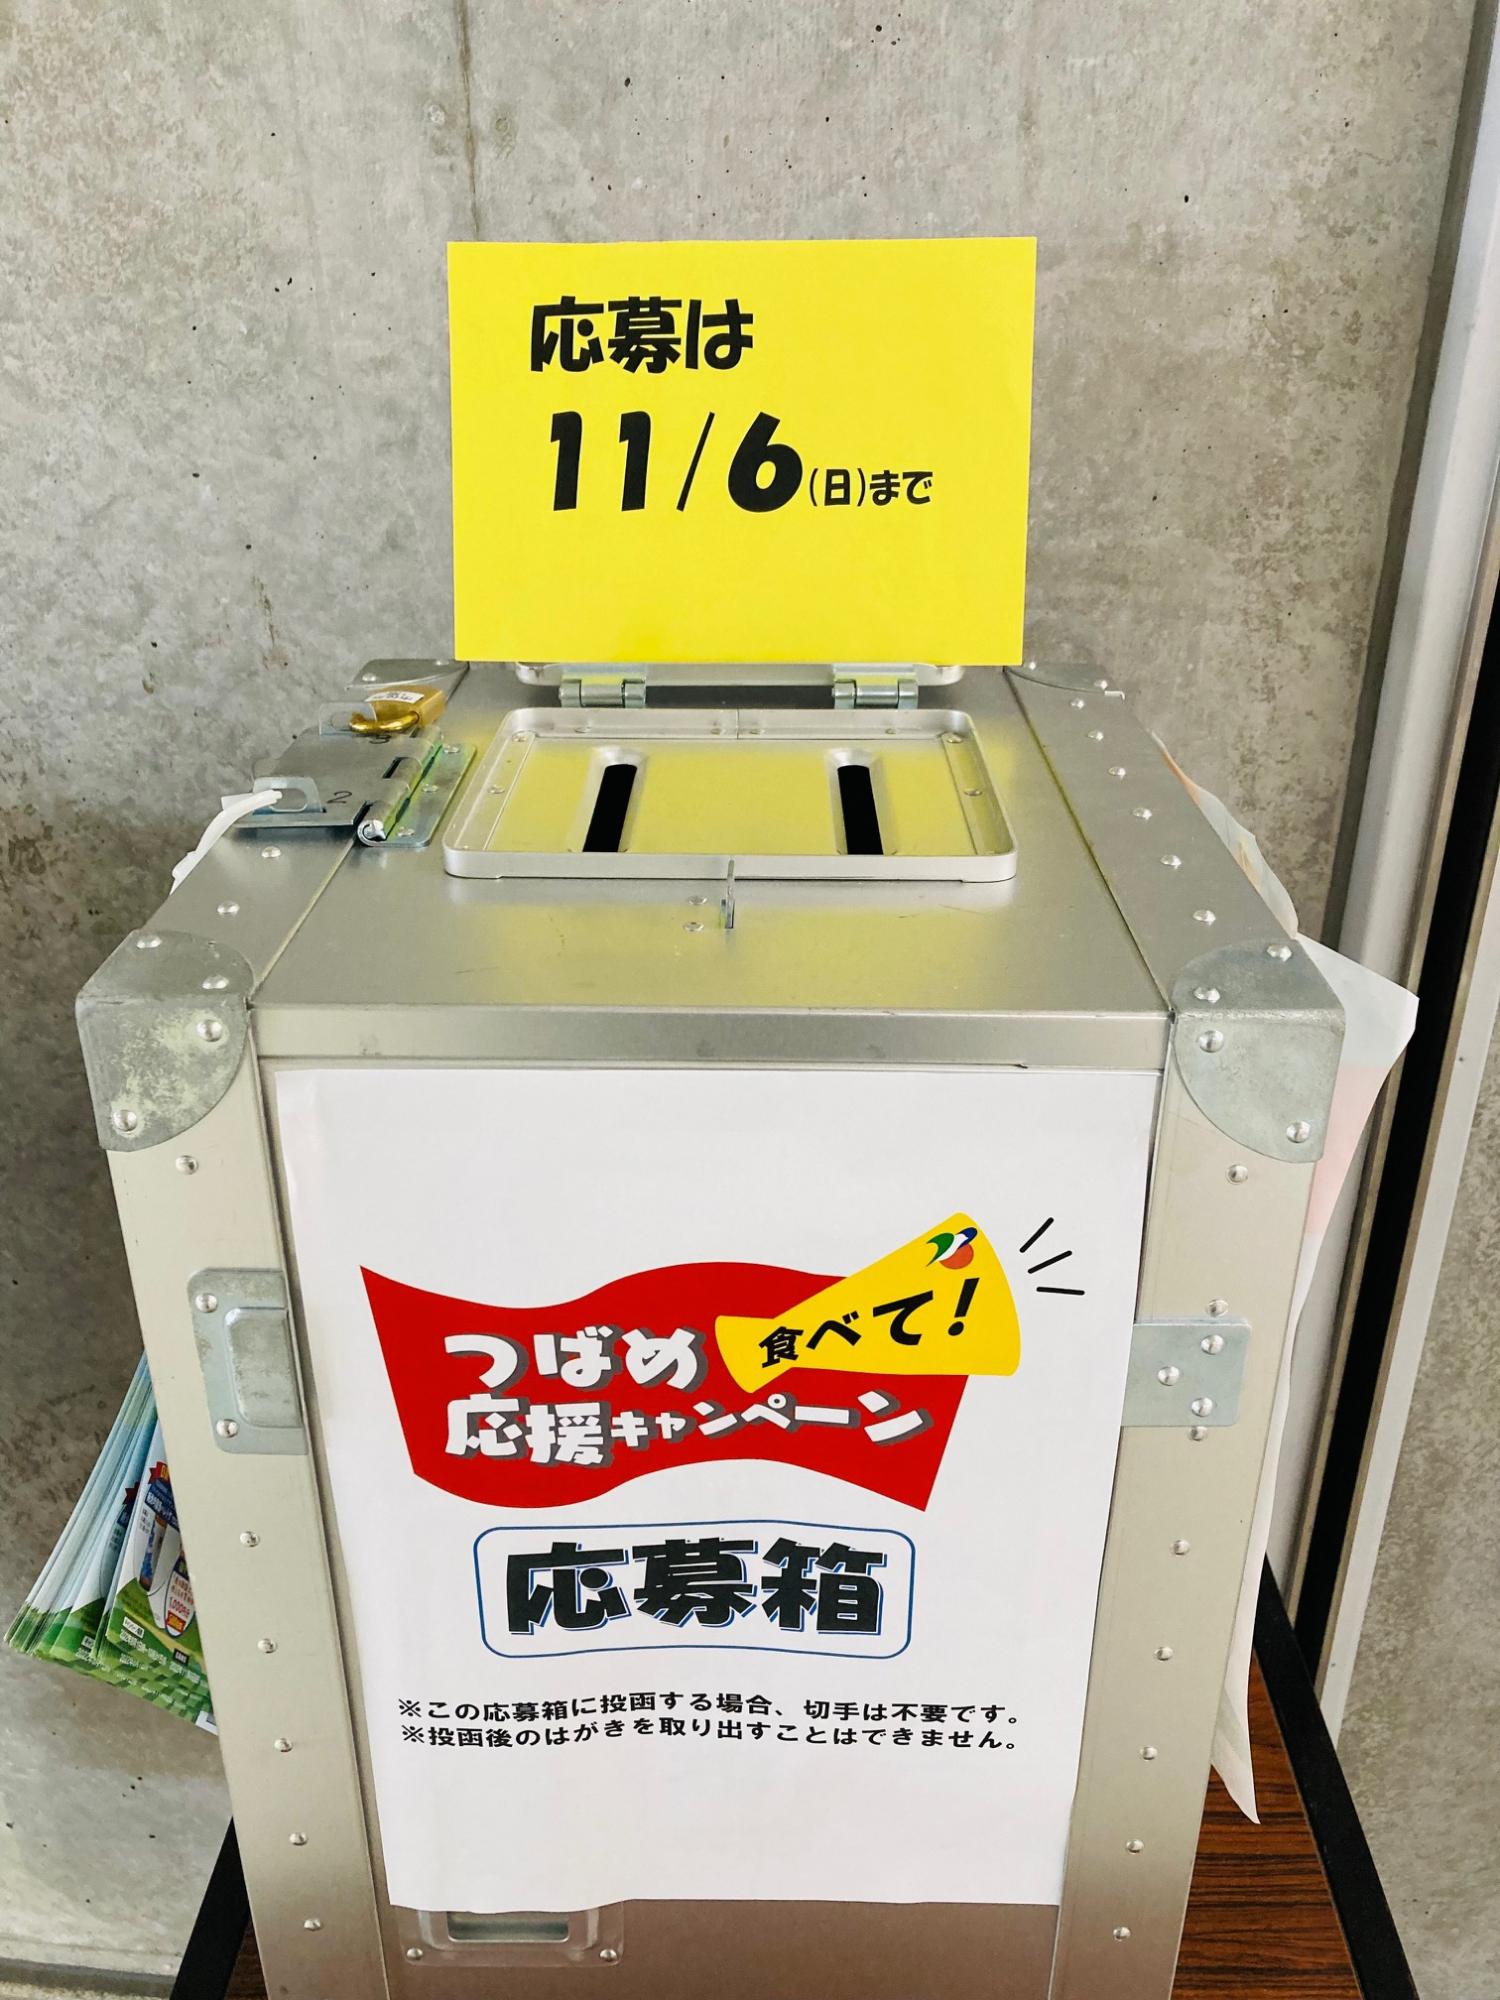 応募は
11/6(日)まで
2
食べて!
つばめ
応援キャンペーン
応募箱
※この応募箱に投函する場合、切手は不要です。
※投函後のはがきを取り出すことはできません。